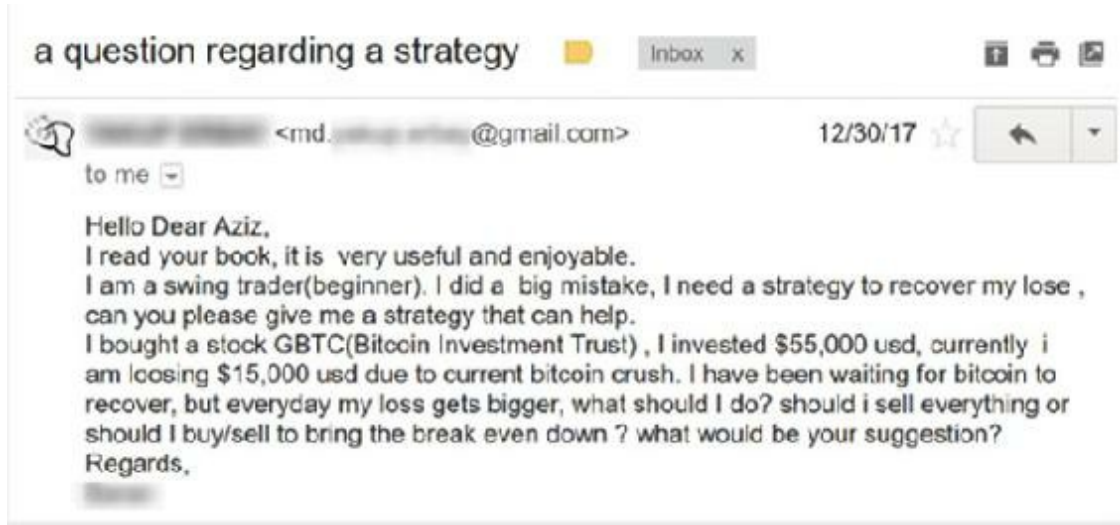 a question regarding a strategy Inbox x
<md. @gmail.com> 12/30/17
to me
Hello Dear Aziz,
I read your book, it is very useful and enjoyable.
I am a swing trader(beginner). I did a big mistake, I need a strategy to recover my lose ,
can you please give me a strategy that can help.
I bought a stock GBTC(Bitcoin Investment Trust) , I invested $55,000 usd, currently i
am loosing $15,000 usd due to current bitcoin crush. I have been waiting for bitcoin to
recover, but everyday my loss gets bigger, what should I do? should i sell everything or
should I buy/sell to bring the break even down ? what would be your suggestion?
Regards,